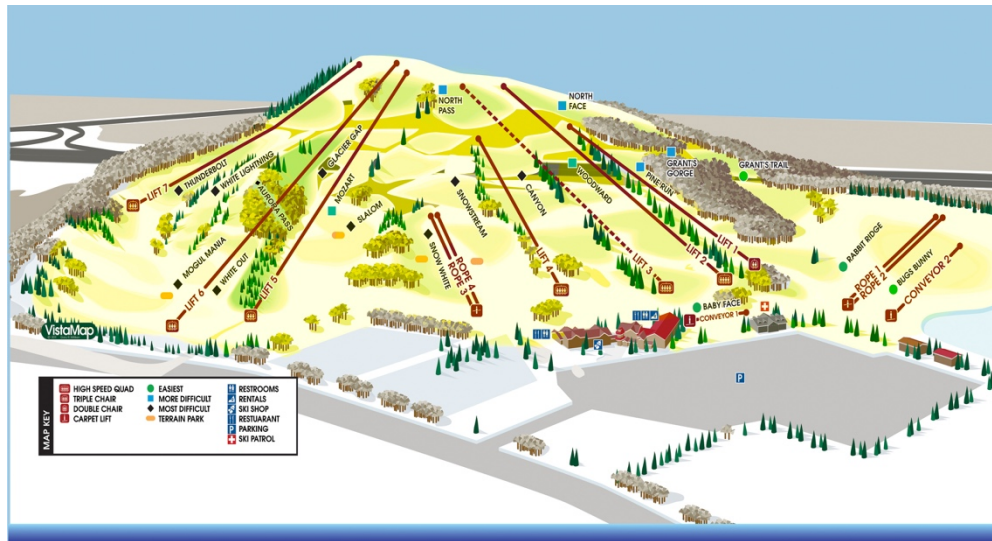 NORTH
PASS
NORTH
FACE
GRANT'S
GORGE
GRANT'S TRAIL
PINE RUN
WOODWARD
CANYON
SNOWSTREAM
GLACIER GAP
MOZART
SLALOM
SNOW WHITE
THUNDERBOLT
WHITE LIGHTNING
AURORA PASS
MOGUL MANIA
WHITE OUT
LIFT 7
LIFT 6
LIFT 5
ROPE 4
ROPE 3
LIFT 4
LIFT 3
LIFT 2
LIFT 1
RABBIT RIDGE
ROPE 1
ROPE 2
BUGS BUNNY
CONVEYOR 2
BABY FACE
CONVEYOR 1
P
VistaMap
MAP KEY
HIGH SPEED QUAD
TRIPLE CHAIR
DOUBLE CHAIR
CARPET LIFT
EASIEST
MORE DIFFICULT
MOST DIFFICULT
TERRAIN PARK
RESTROOMS
RENTALS
SKI SHOP
RESTUARANT
P PARKING
SKI PATROL